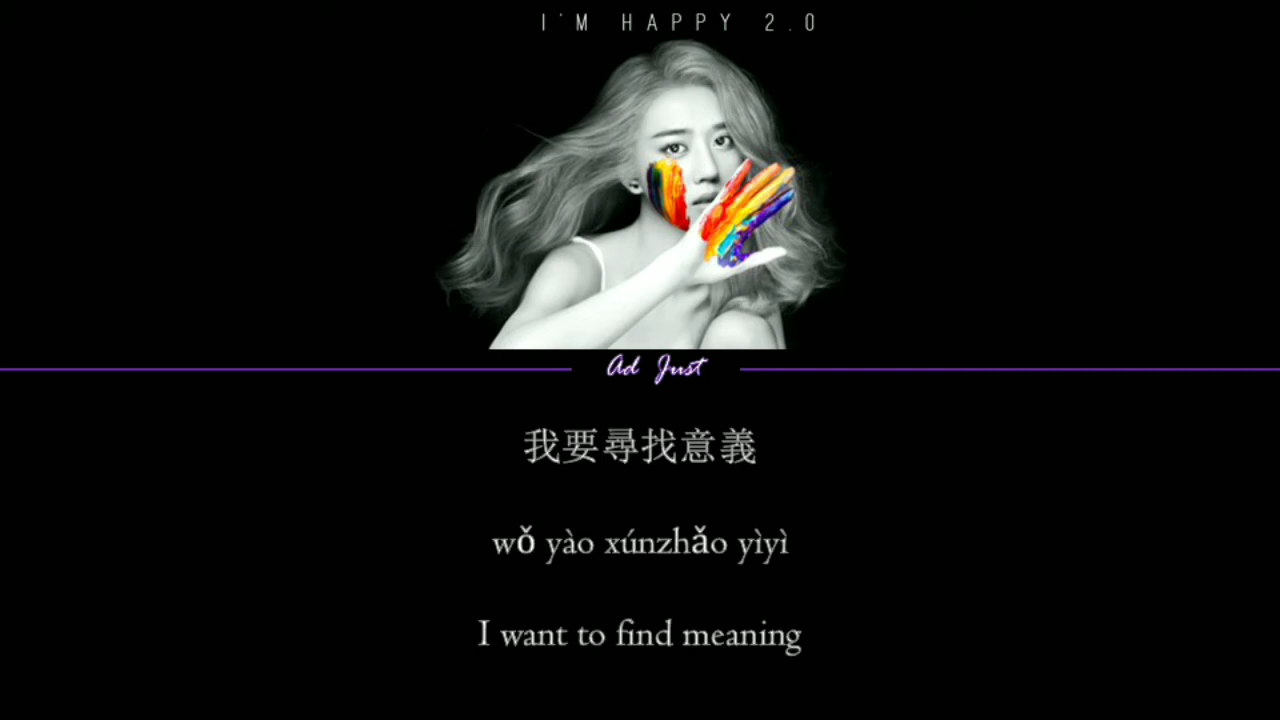 I'M HAPPY 2.0
Ad Just
我要尋找意義
wǒ yào xúnzhǎo yìyì
I want to find meaning